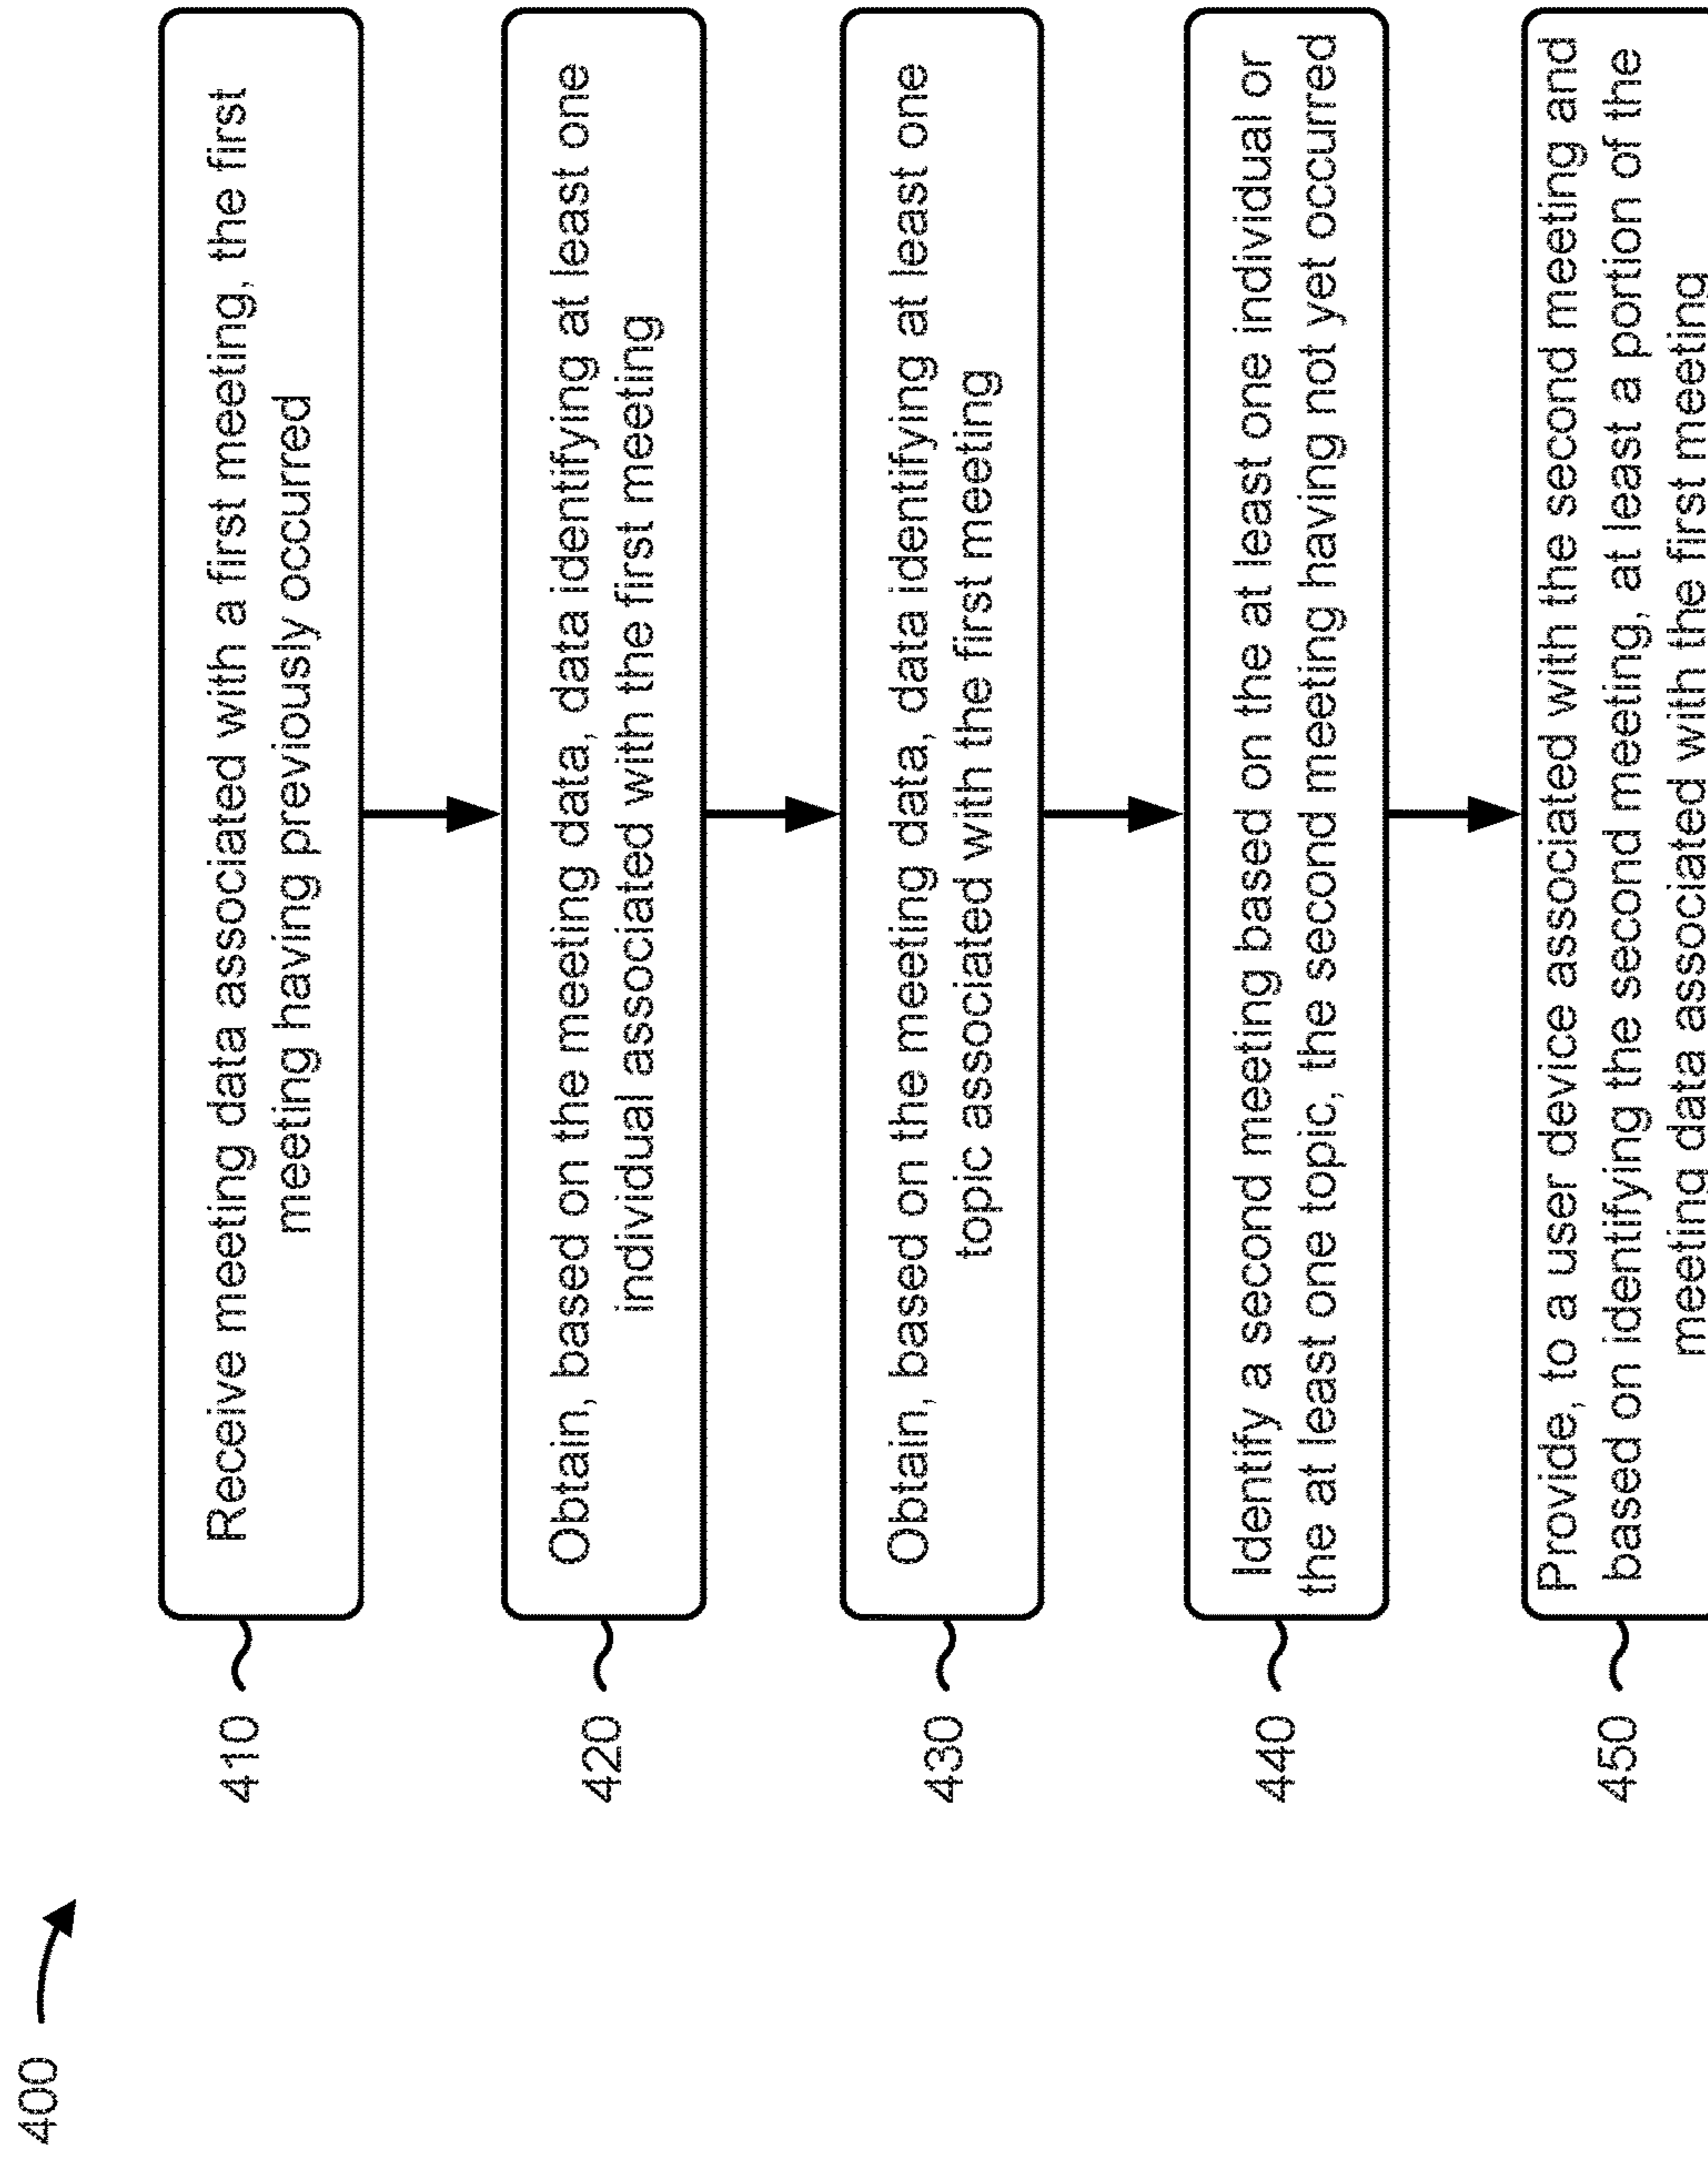 400
410
Receive meeting data associated with a first meeting, the first
meeting having previously occurred
420
Obtain, based on the meeting data, data identifying at least one
individual associated with the first meeting
430
Obtain, based on the meeting data, data identifying at least one
topic associated with the first meeting
440
Identify a second meeting based on the at least one individual or
the at least one topic, the second meeting having not yet occurred
450
Provide, to a user device associated with the second meeting and
based on identifying the second meeting, at least a portion of the
meeting data associated with the first meeting